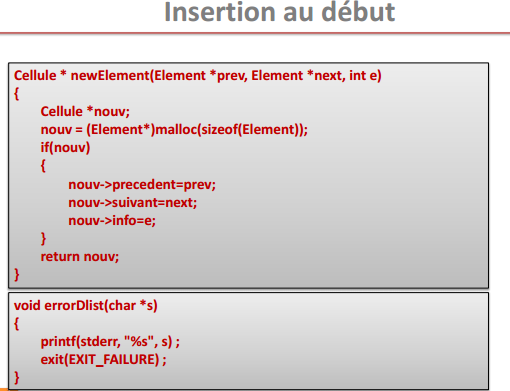 Insertion au début
Cellule * newElement(Element *prev, Element *next, int e)
{
Cellule *nouv;
nouv = (Element*)malloc(sizeof(Element));
if(nouv)
{
nouv->precedent=prev;
nouv->suivant=next;
nouv->info=e;
}
return nouv;
}
void errorDlist(char *s)
{
printf(stderr, "%s", s) ;
exit(EXIT_FAILURE) ;
}